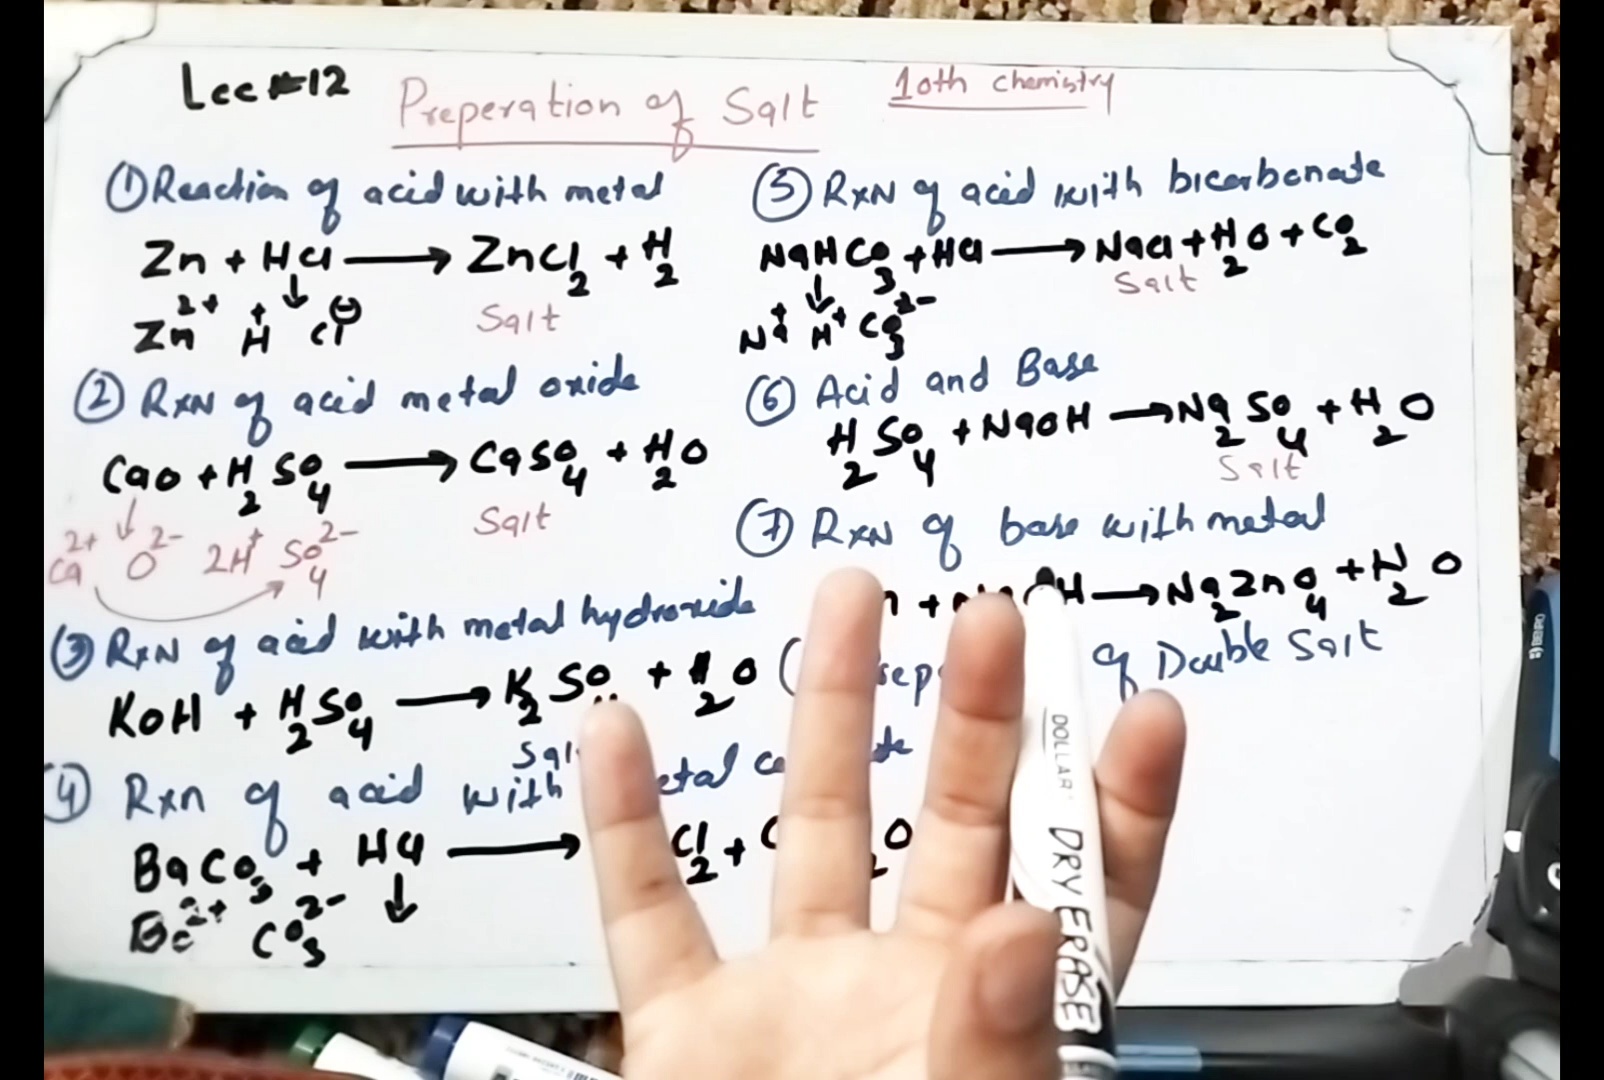 Lec # 12
Preperation of Salt
10th chemistry
① Reaction of acid with metal
Zn + HCl → ZnCl2 + H2
Zn2+ H+ Cl⊖
Salt
② RxN of acid metal oxide
CaO + H2SO4 → CaSO4 + H2O
Salt
Ca2+ O2- 2H+ SO42-
③ RxN of acid with metal hydroxide
KOH + H2SO4 → K2SO + H2O
④ Rxn of acid with
BaCO3 + HCl → Cl2 +
Ba2+ CO32-
⑤ RxN of acid with bicarbonate
NaHCO3 + HCl → NaCl + H2O + CO2
Salt
Na+ H+ CO32-
⑥ Acid and Base
H2SO4 + NaOH → Na2SO4 + H2O
Salt
⑦ RxN of base with metal
→ Na2ZnO4 + H2O
of Double Salt
DOLLAR DRY ERASE